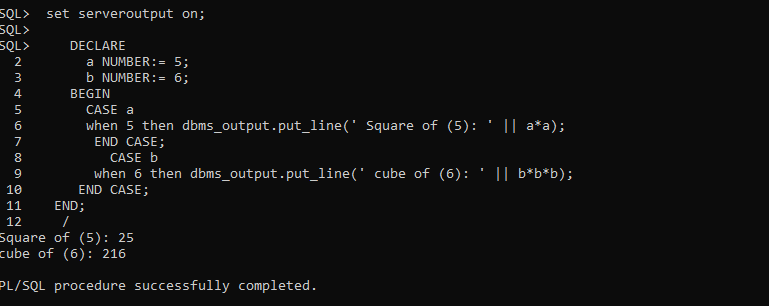 SQL>  set serveroutput on;
SQL>
SQL>     DECLARE
  2        a NUMBER:= 5;
  3        b NUMBER:= 6;
  4      BEGIN
  5        CASE a
  6        when 5 then dbms_output.put_line(' Square of (5): ' || a*a);
  7         END CASE;
  8           CASE b
  9         when 6 then dbms_output.put_line(' cube of (6): ' || b*b*b);
 10       END CASE;
 11    END;
 12     /
Square of (5): 25
cube of (6): 216

PL/SQL procedure successfully completed.